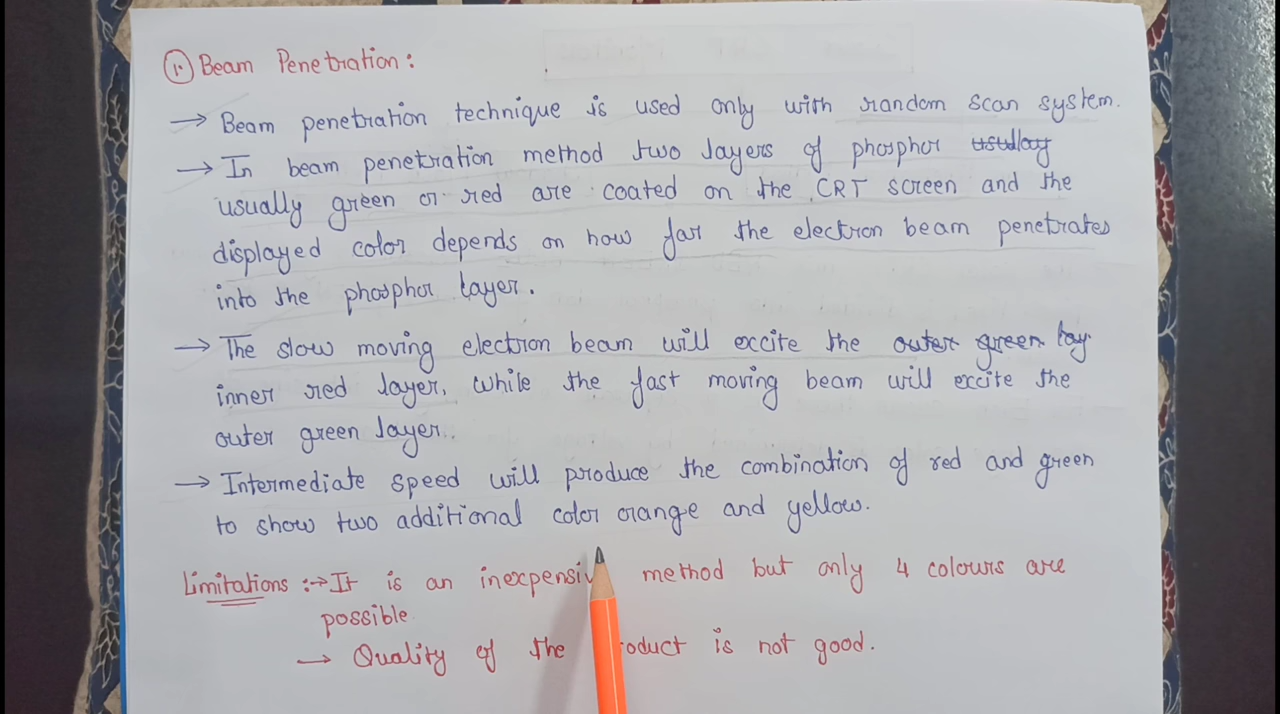 1. Beam Penetration:
→ Beam penetration technique is used only with random scan system.
→ In beam penetration method two layers of phosphor
usually green or red are coated on the CRT screen and the
displayed color depends on how far the electron beam penetrates
into the phosphor layer.
→ The slow moving electron beam will excite the outer green lay
inner red layer, while the fast moving beam will excite the
outer green layer.
→ Intermediate speed will produce the combination of red and green
to show two additional color orange and yellow.
Limitations :→ It is an inexpensiv method but only 4 colours are
possible
→ Quality of the roduct is not good.